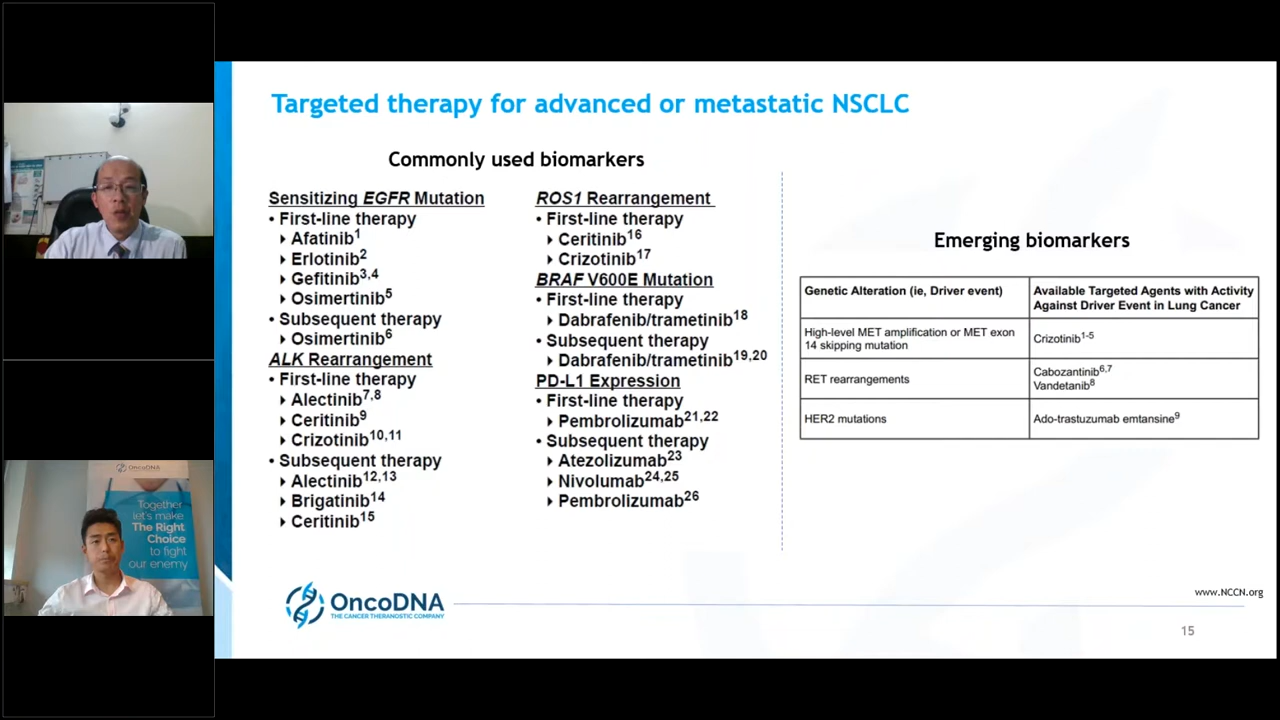 Targeted therapy for advanced or metastatic NSCLC
Commonly used biomarkers
Sensitizing EGFR Mutation
• First-line therapy
Afatinib1
Erlotinib2
Gefitinib3,4
Osimertinib5
• Subsequent therapy
Osimertinib6
ALK Rearrangement
• First-line therapy
Alectinib7,8
Ceritinib9
Crizotinib10,11
• Subsequent therapy
Alectinib12,13
Brigatinib14
Ceritinib15
ROS1 Rearrangement
• First-line therapy
Ceritinib16
Crizotinib17
BRAF V600E Mutation
• First-line therapy
Dabrafenib/trametinib18
• Subsequent therapy
Dabrafenib/trametinib19,20
PD-L1 Expression
• First-line therapy
Pembrolizumab21,22
• Subsequent therapy
Atezolizumab23
Nivolumab24,25
Pembrolizumab26
Emerging biomarkers
Genetic Alteration (ie, Driver event)
Available Targeted Agents with Activity
Against Driver Event in Lung Cancer
High-level MET amplification or MET exon
14 skipping mutation
Crizotinib1-5
RET rearrangements
Cabozantinib6,7
Vandetanib8
HER2 mutations
Ado-trastuzumab emtansine9
www.NCCN.org
OncoDNA
THE CANCER THERANOSTIC COMPANY
15
OncoDNA
Together
let's make
The Right
Choice
to fight
our enemy